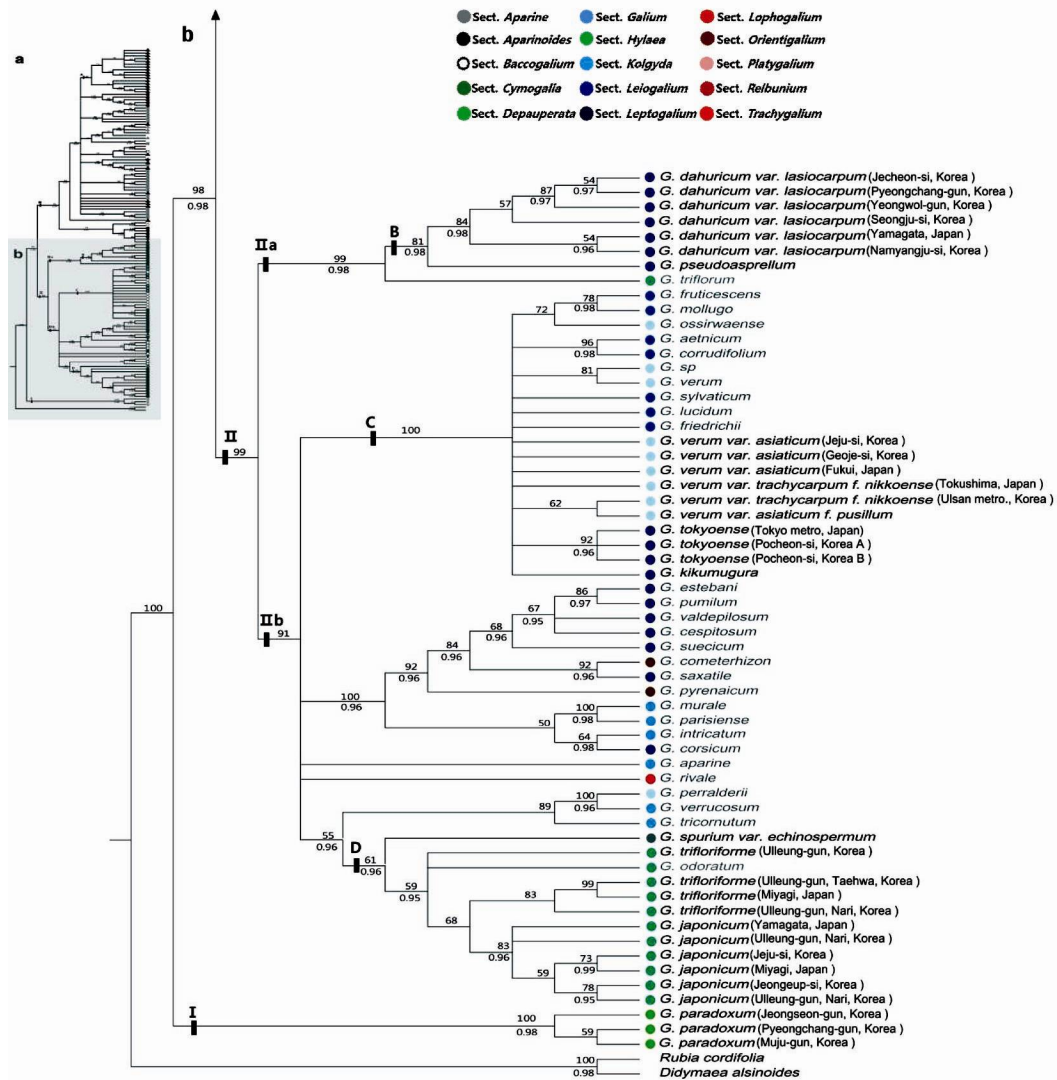 a
b
b
Sect. Aparine
Sect. Aparinoides
Sect. Baccogalium
Sect. Cymogalia
Sect. Depauperata
Sect. Galium
Sect. Hylaea
Sect. Kolgyda
Sect. Leiogalium
Sect. Leptogalium
Sect. Lophogalium
Sect. Orientigalium
Sect. Platygalium
Sect. Relbunium
Sect. Trachygalium
98
0.98
II
99
IIa
99
0.98
B
81
0.98
84
0.98
57
87
0.97
54
0.97
54
0.96
G. dahuricum var. lasiocarpum (Jecheon-si, Korea )
G. dahuricum var. lasiocarpum (Pyeongchang-gun, Korea )
G. dahuricum var. lasiocarpum (Yeongwol-gun, Korea )
G. dahuricum var. lasiocarpum (Seongju-si, Korea )
G. dahuricum var. lasiocarpum (Yamagata, Japan )
G. dahuricum var. lasiocarpum (Namyangju-si, Korea )
G. pseudoasprellum
G. triflorum
C
100
72
78
0.98
96
0.98
81
62
92
0.96
G. fruticescens
G. mollugo
G. ossirwaense
G. aetnicum
G. corrudifolium
G. sp
G. verum
G. sylvaticum
G. lucidum
G. friedrichii
G. verum var. asiaticum (Jeju-si, Korea )
G. verum var. asiaticum (Geoje-si, Korea )
G. verum var. asiaticum (Fukui, Japan )
G. verum var. trachycarpum f. nikkoense (Tokushima, Japan )
G. verum var. trachycarpum f. nikkoense (Ulsan metro., Korea )
G. verum var. asiaticum f. pusillum
G. tokyoense (Tokyo metro, Japan)
G. tokyoense (Pocheon-si, Korea A )
G. tokyoense (Pocheon-si, Korea B )
G. kikumugura
100
IIb
91
100
0.96
92
0.96
84
0.96
68
0.96
67
0.95
86
0.97
92
0.96
50
100
0.98
64
0.98
G. estebani
G. pumilum
G. valdepilosum
G. cespitosum
G. suecicum
G. cometerhizon
G. saxatile
G. pyrenaicum
G. murale
G. parisiense
G. intricatum
G. corsicum
G. aparine
G. rivale
55
0.96
89
100
0.96
D
61
0.96
59
0.95
68
83
99
83
0.96
59
73
0.99
78
0.95
G. perralderii
G. verrucosum
G. tricornutum
G. spurium var. echinospermum
G. trifloriforme (Ulleung-gun, Korea )
G. odoratum
G. trifloriforme (Ulleung-gun, Taehwa, Korea )
G. trifloriforme (Miyagi, Japan )
G. trifloriforme (Ulleung-gun, Nari, Korea )
G. japonicum (Yamagata, Japan )
G. japonicum (Ulleung-gun, Nari, Korea )
G. japonicum (Jeju-si, Korea )
G. japonicum (Miyagi, Japan )
G. japonicum (Jeongeup-si, Korea )
G. japonicum (Ulleung-gun, Nari, Korea )
I
100
0.98
59
G. paradoxum (Jeongseon-gun, Korea )
G. paradoxum (Pyeongchang-gun, Korea )
G. paradoxum (Muju-gun, Korea )
100
0.98
Rubia cordifolia
Didymaea alsinoides